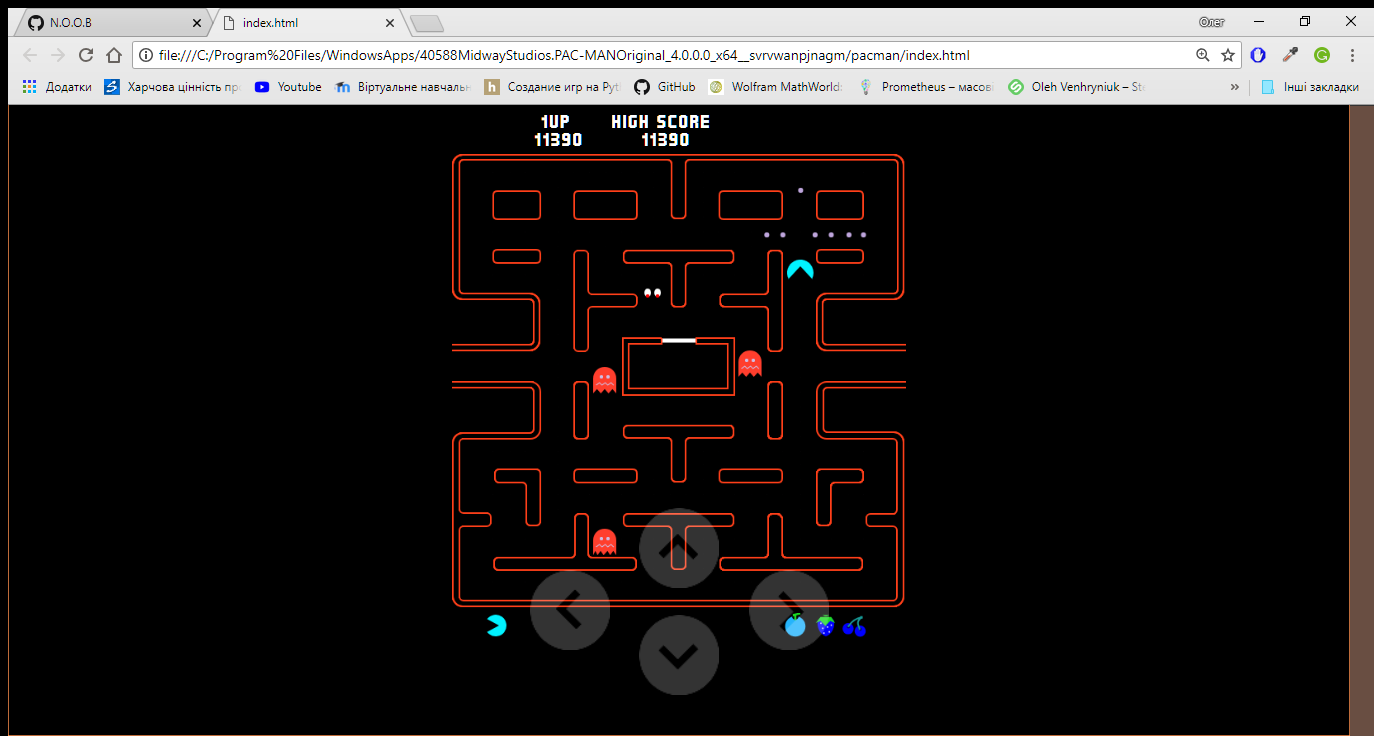 N.O.O.B
index.html
Олег
file:///C:/Program%20Files/WindowsApps/40588MidwayStudios.PAC-MANOriginal_4.0.0.0_x64__svrvwanpjnagm/pacman/index.html
Додатки
Харчова цінність про
Youtube
Віртуальне навчальн
Создание игр на Pyt
GitHub
Wolfram MathWorld:
Prometheus – масові
Oleh Venhryniuk – St
Інші закладки
1UP HIGH SCORE
11390 11390